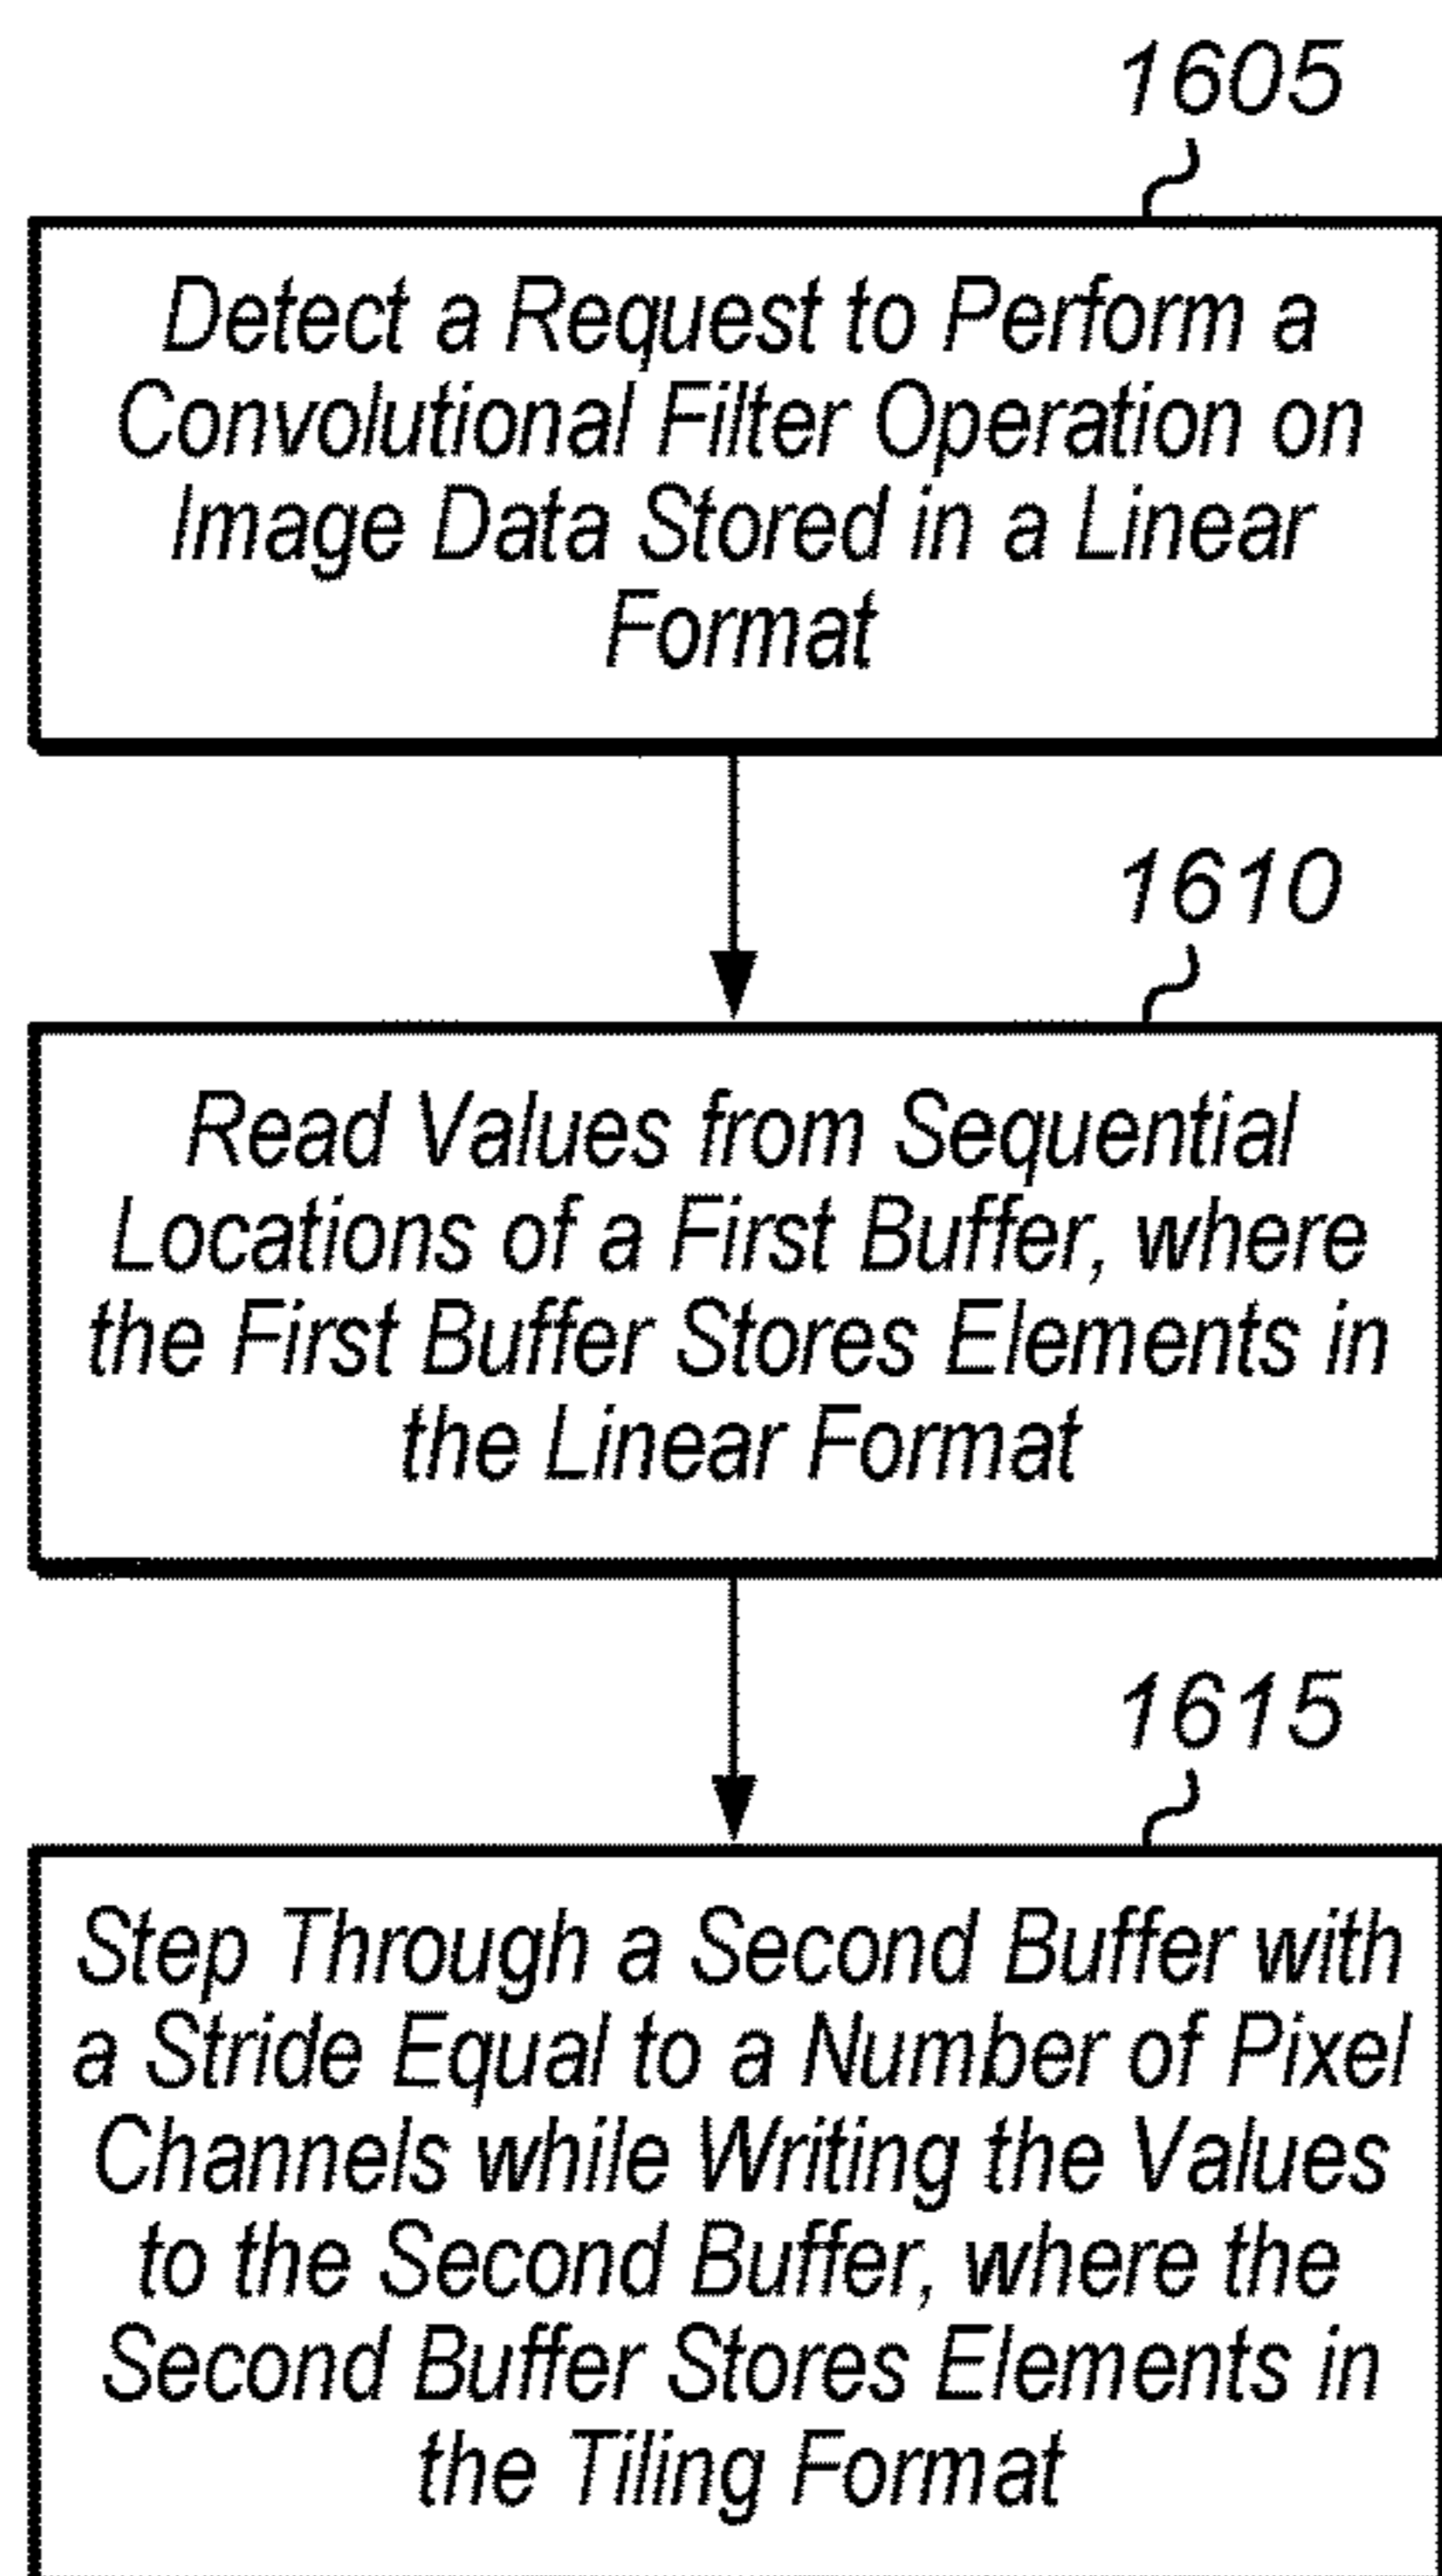 1605
Detect a Request to Perform a
Convolutional Filter Operation on
Image Data Stored in a Linear
Format
1610
Read Values from Sequential
Locations of a First Buffer, where
the First Buffer Stores Elements in
the Linear Format
1615
Step Through a Second Buffer with
a Stride Equal to a Number of Pixel
Channels while Writing the Values
to the Second Buffer, where the
Second Buffer Stores Elements in
the Tiling Format